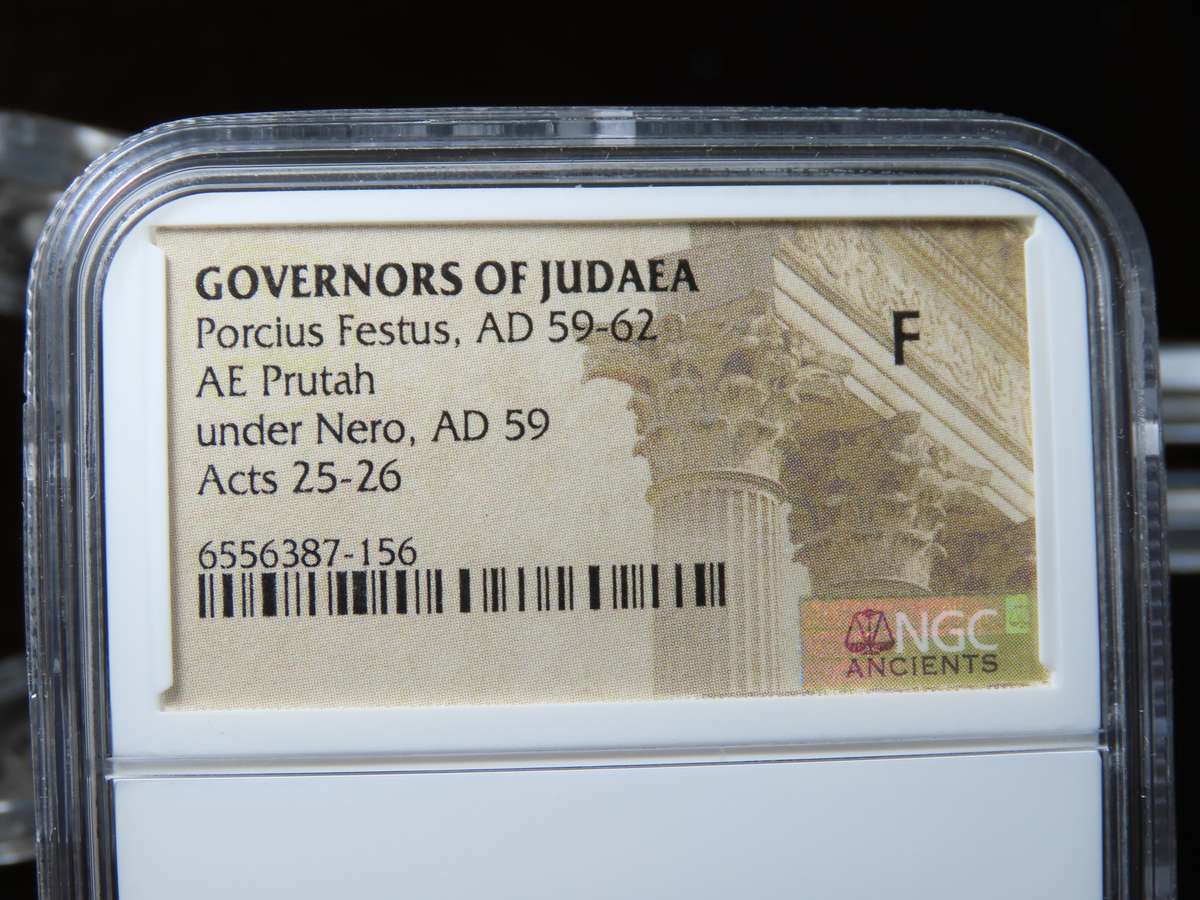 GOVERNORS OF JUDAEA
Porcius Festus, AD 59-62
F
AE Prutah
under Nero, AD 59
Acts 25-26
6556387-156
NGC
ANCIENTS